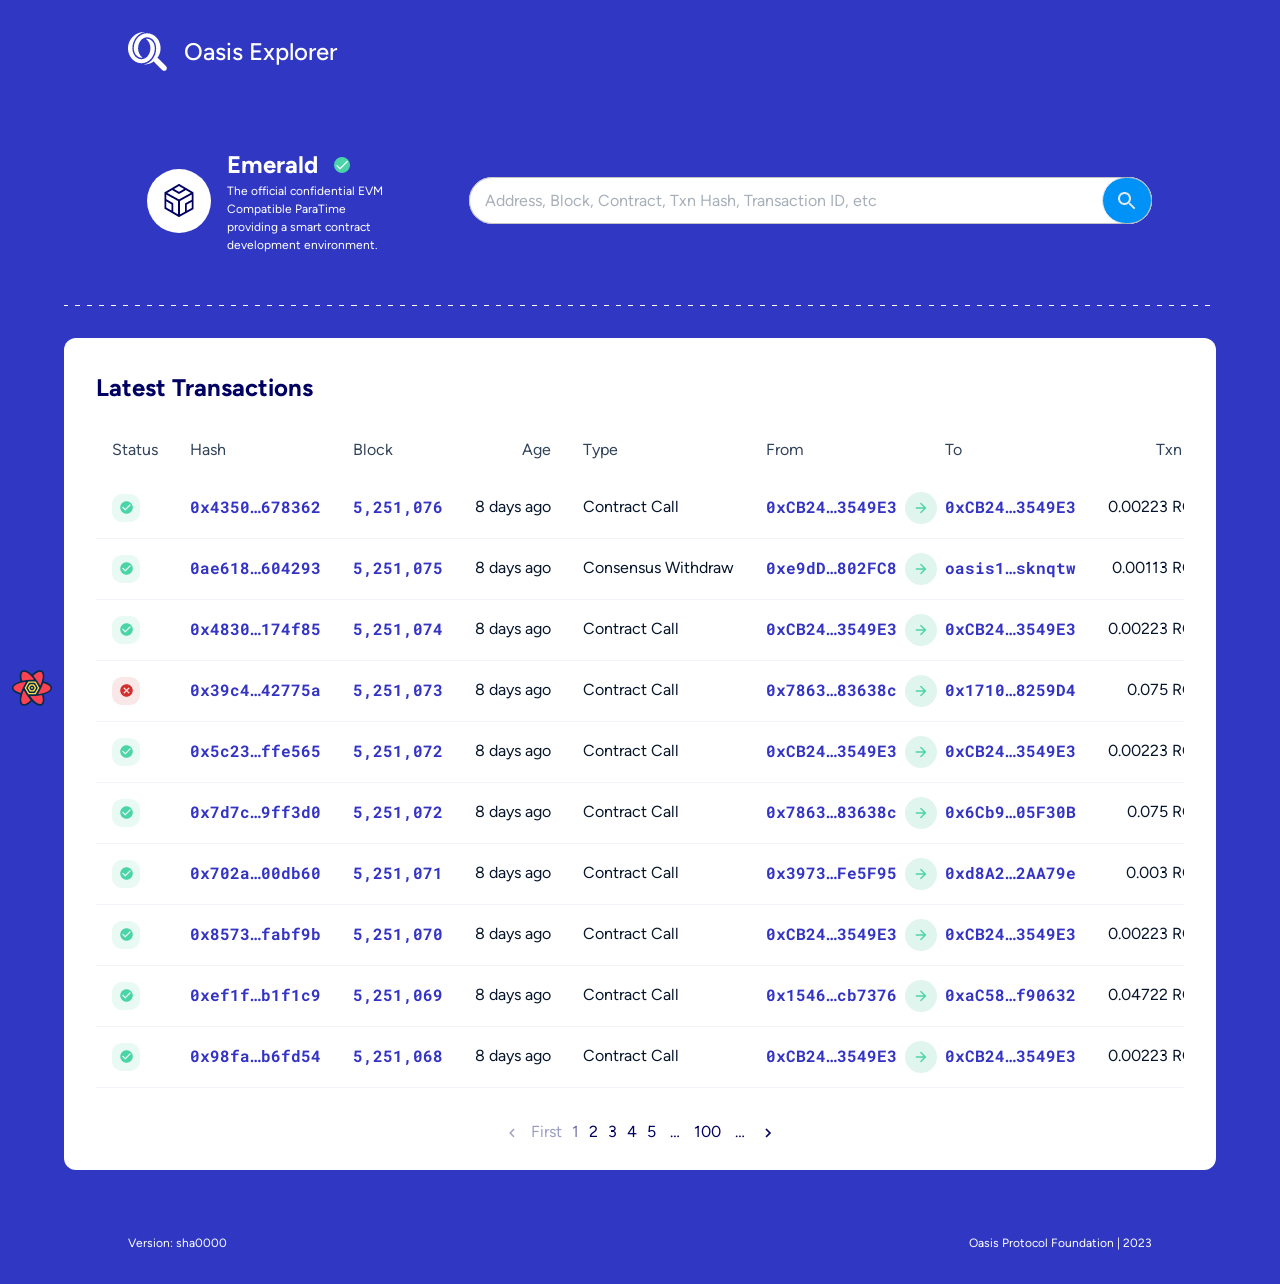 Oasis Explorer
Emerald
The official confidential EVM
Compatible ParaTime
providing a smart contract
development environment.
Address, Block, Contract, Txn Hash, Transaction ID, etc
Latest Transactions
Status Hash Block Age Type From To Txn
0x4350…678362 5,251,076 8 days ago Contract Call 0xCB24…3549E3 0xCB24…3549E3 0.00223
0ae618…604293 5,251,075 8 days ago Consensus Withdraw 0xe9dD…802FC8 oasis1…sknqtw 0.00113
0x4830…174f85 5,251,074 8 days ago Contract Call 0xCB24…3549E3 0xCB24…3549E3 0.00223
0x39c4…42775a 5,251,073 8 days ago Contract Call 0x7863…83638c 0x1710…8259D4 0.075
0x5c23…ffe565 5,251,072 8 days ago Contract Call 0xCB24…3549E3 0xCB24…3549E3 0.00223
0x7d7c…9ff3d0 5,251,072 8 days ago Contract Call 0x7863…83638c 0x6Cb9…05F30B 0.075
0x702a…00db60 5,251,071 8 days ago Contract Call 0x3973…Fe5F95 0xd8A2…2AA79e 0.003
0x8573…fabf9b 5,251,070 8 days ago Contract Call 0xCB24…3549E3 0xCB24…3549E3 0.00223
0xef1f…b1f1c9 5,251,069 8 days ago Contract Call 0x1546…cb7376 0xaC58…f90632 0.04722
0x98fa…b6fd54 5,251,068 8 days ago Contract Call 0xCB24…3549E3 0xCB24…3549E3 0.00223
First 1 2 3 4 5 … 100 …
Version: sha0000
Oasis Protocol Foundation | 2023